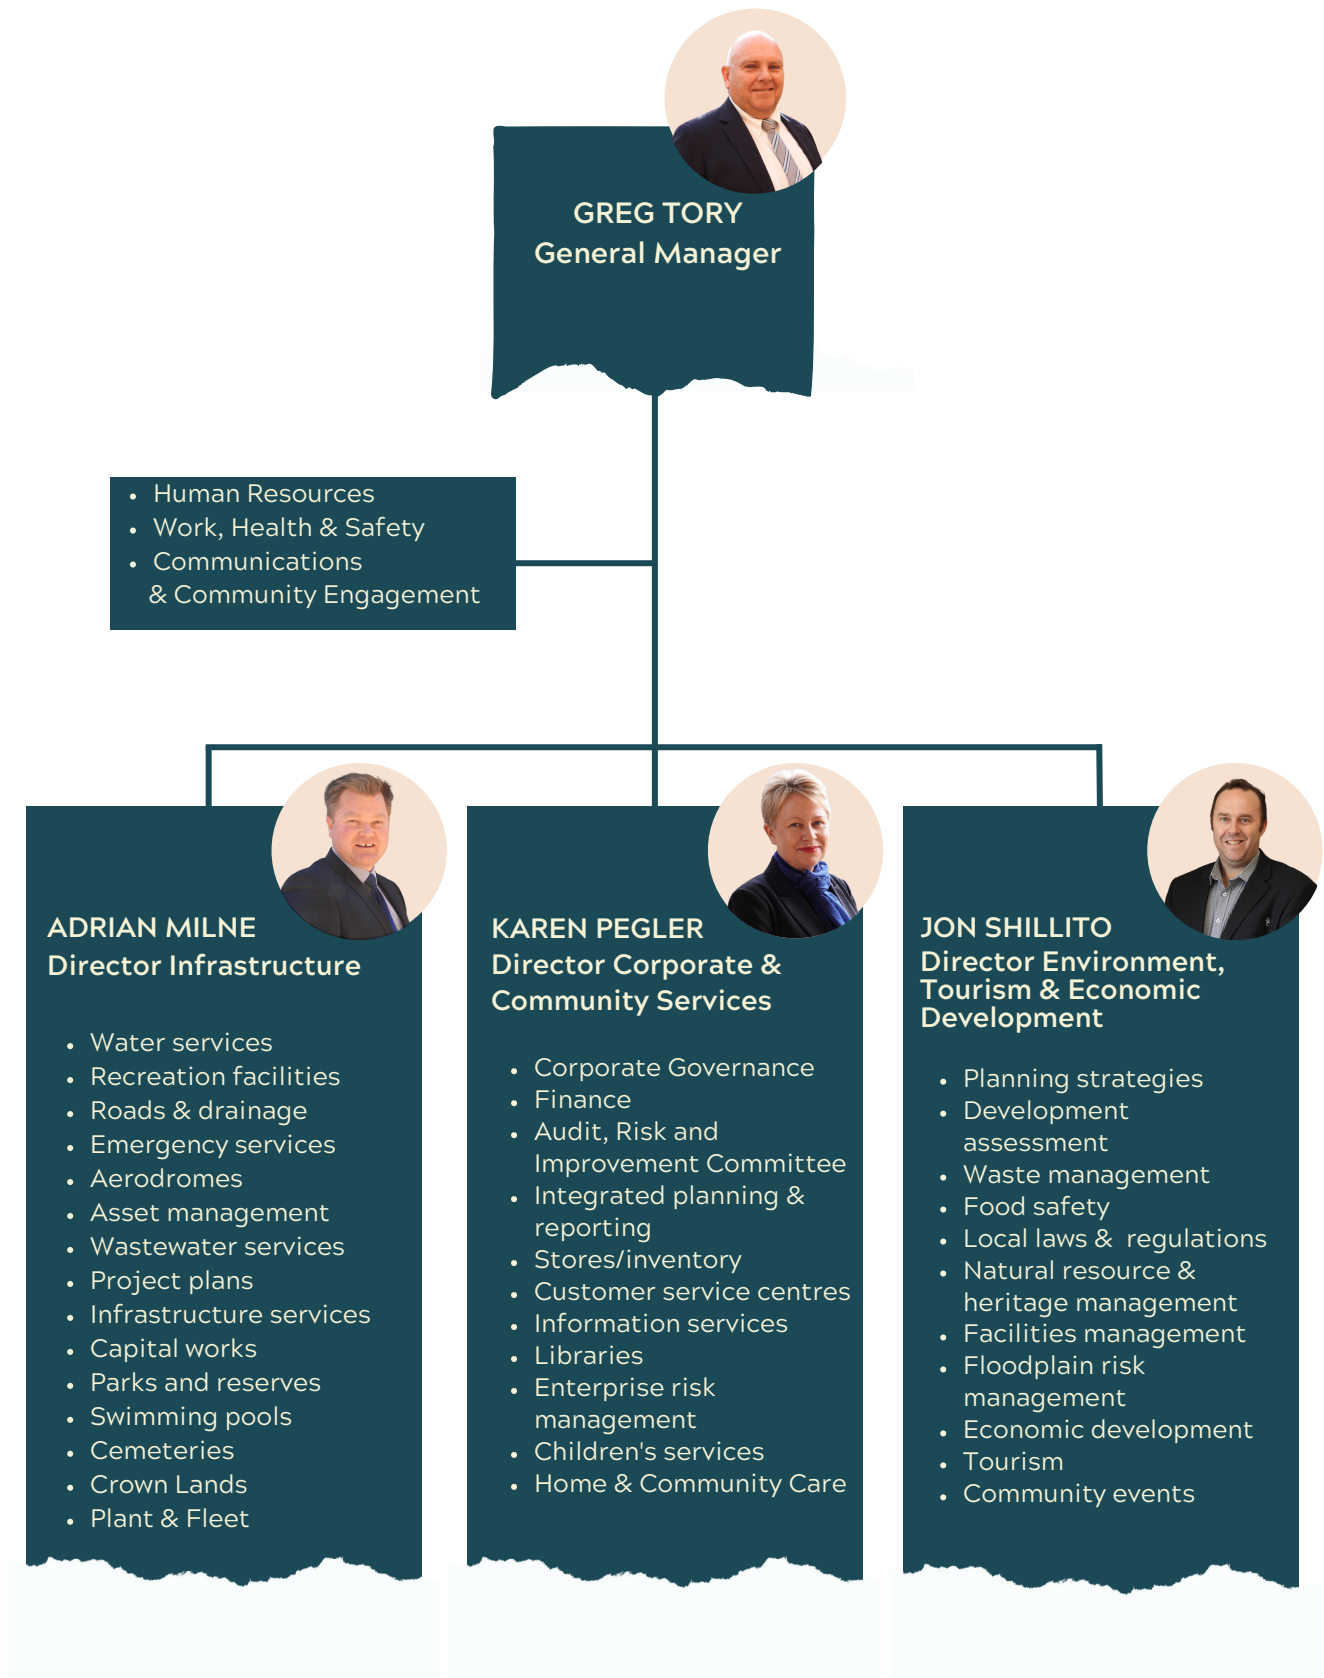 GREG TORY
General Manager
• Human Resources
• Work, Health & Safety
• Communications
& Community Engagement
ADRIAN MILNE
Director Infrastructure
• Water services
• Recreation facilities
• Roads & drainage
• Emergency services
• Aerodromes
• Asset management
• Wastewater services
• Project plans
• Infrastructure services
• Capital works
• Parks and reserves
• Swimming pools
• Cemeteries
• Crown Lands
• Plant & Fleet
KAREN PEGLER
Director Corporate &
Community Services
• Corporate Governance
• Finance
• Audit, Risk and
Improvement Committee
• Integrated planning &
reporting
• Stores/inventory
• Customer service centres
• Information services
• Libraries
• Enterprise risk
management
• Children's services
• Home & Community Care
JON SHILLITO
Director Environment,
Tourism & Economic
Development
• Planning strategies
• Development
assessment
• Waste management
• Food safety
• Local laws & regulations
• Natural resource &
heritage management
• Facilities management
• Floodplain risk
management
• Economic development
• Tourism
• Community events